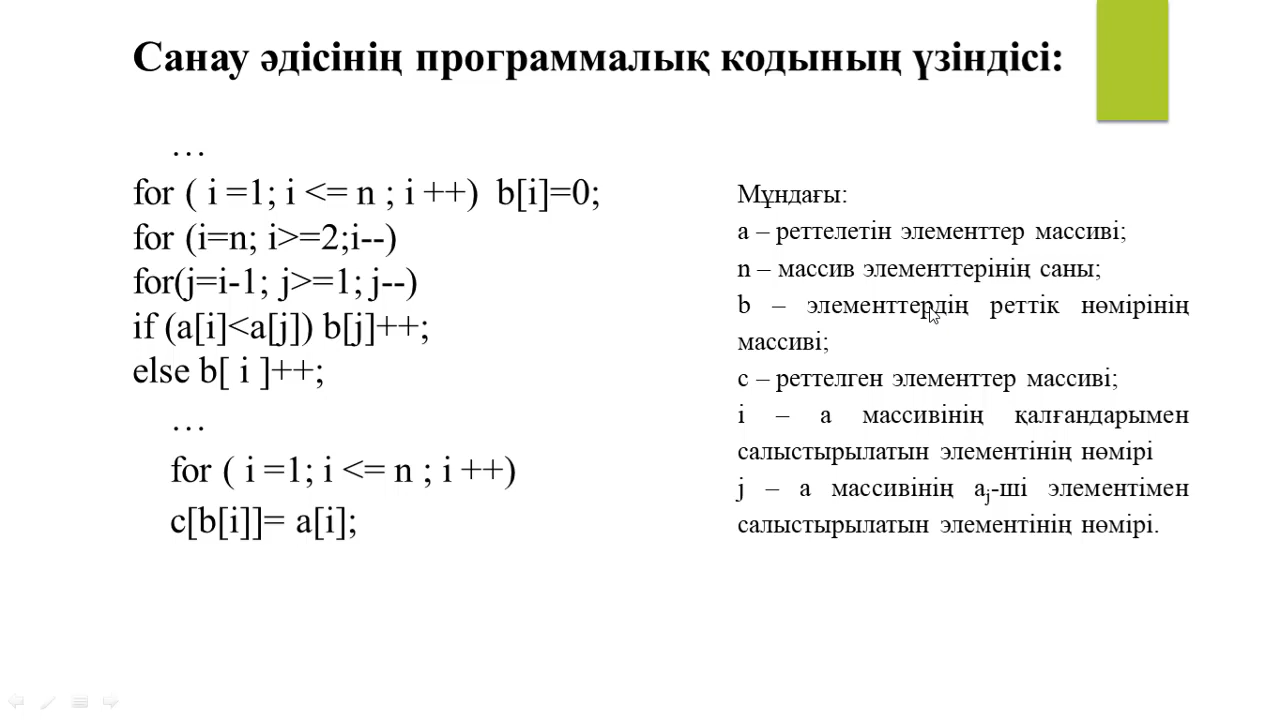 Санау әдісінің программалық кодының үзіндісі:
…
for ( i =1; i <= n ; i ++)  b[i]=0;
for (i=n; i>=2;i--)
for(j=i-1; j>=1; j--)
if (a[i]<a[j]) b[j]++;
else b[ i ]++;
…
for ( i =1; i <= n ; i ++)
c[b[i]]= a[i];
Мұндағы:
a – реттелетін элементтер массиві;
n – массив элементтерінің саны;
b – элементтердің реттік нөмірінің
массиві;
c – реттелген элементтер массиві;
i – a массивінің қалғандарымен
салыстырылатын элементінің нөмірі
j – a массивінің aj-ші элементімен
салыстырылатын элементінің нөмірі.